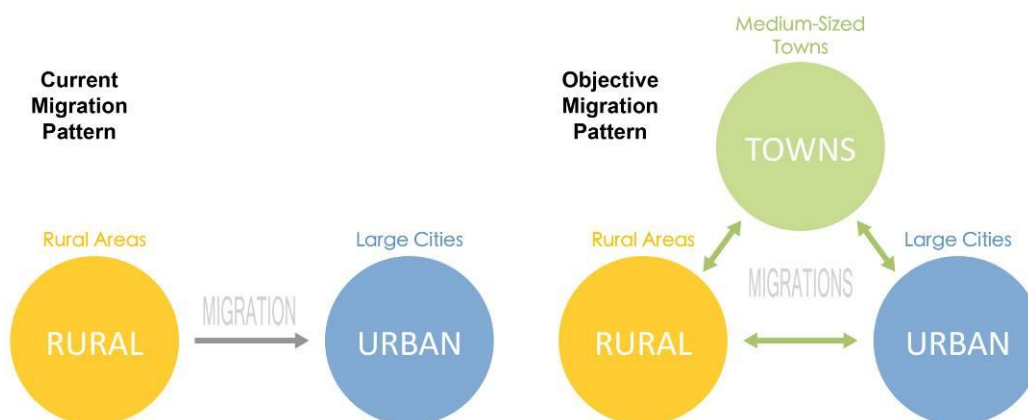 Current
Migration
Pattern
Rural Areas
RURAL
MIGRATION
Large Cities
URBAN
Objective
Migration
Pattern
Medium-Sized
Towns
TOWNS
Rural Areas
RURAL
MIGRATIONS
Large Cities
URBAN